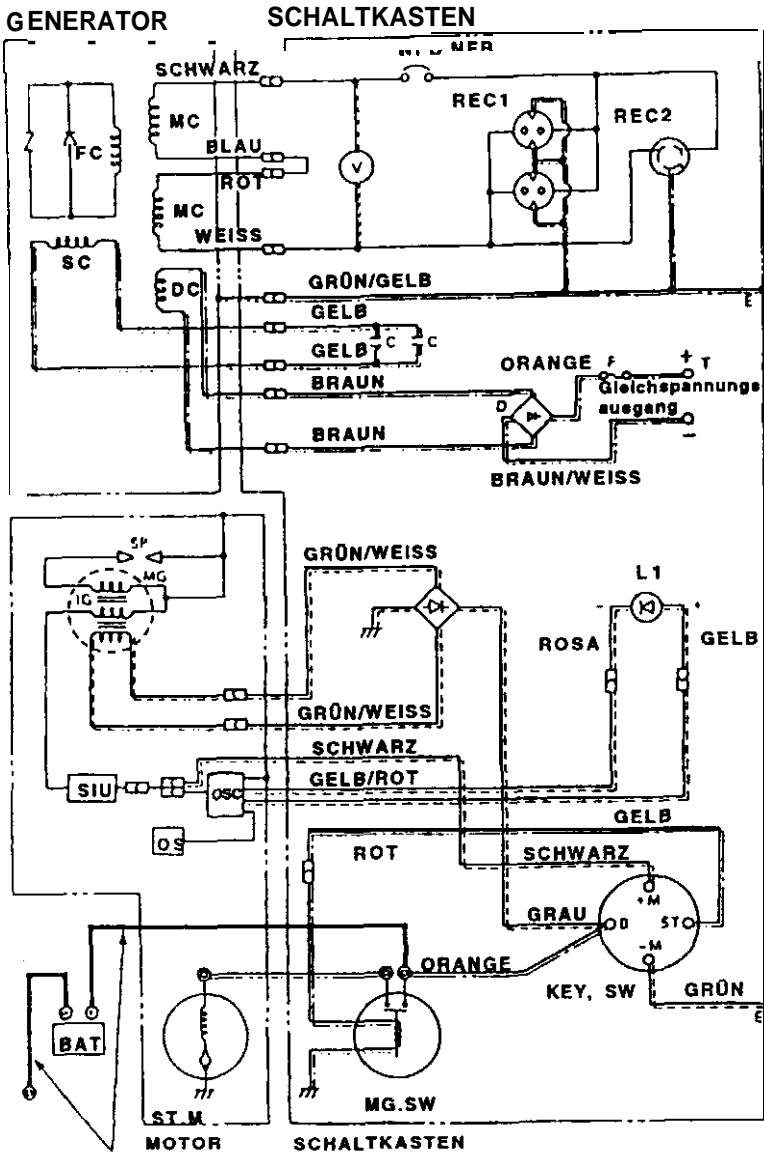 GENERATOR
SCHALTKASTEN
SCHWARZ
MC
FC
REC1
REC2
BLAU
V
ROT
MC
WEISS
SC
DC
GRÜN/GELB
E
GELB
C
C
GELB
BRAUN
ORANGE
F
+
T
Gleichspannungs
ausgang
D
BRAUN
–
BRAUN/WEISS
SP
MG
IG
GRÜN/WEISS
L1
-
+
ROSA
GELB
GRÜN/WEISS
SCHWARZ
SIU
OSC
GELB/ROT
GELB
OS
ROT
SCHWARZ
+M
GRAU
D
ST
-M
ORANGE
KEY, SW
GRÜN
E
BAT
ST.M
MG.SW
MOTOR
SCHALTKASTEN